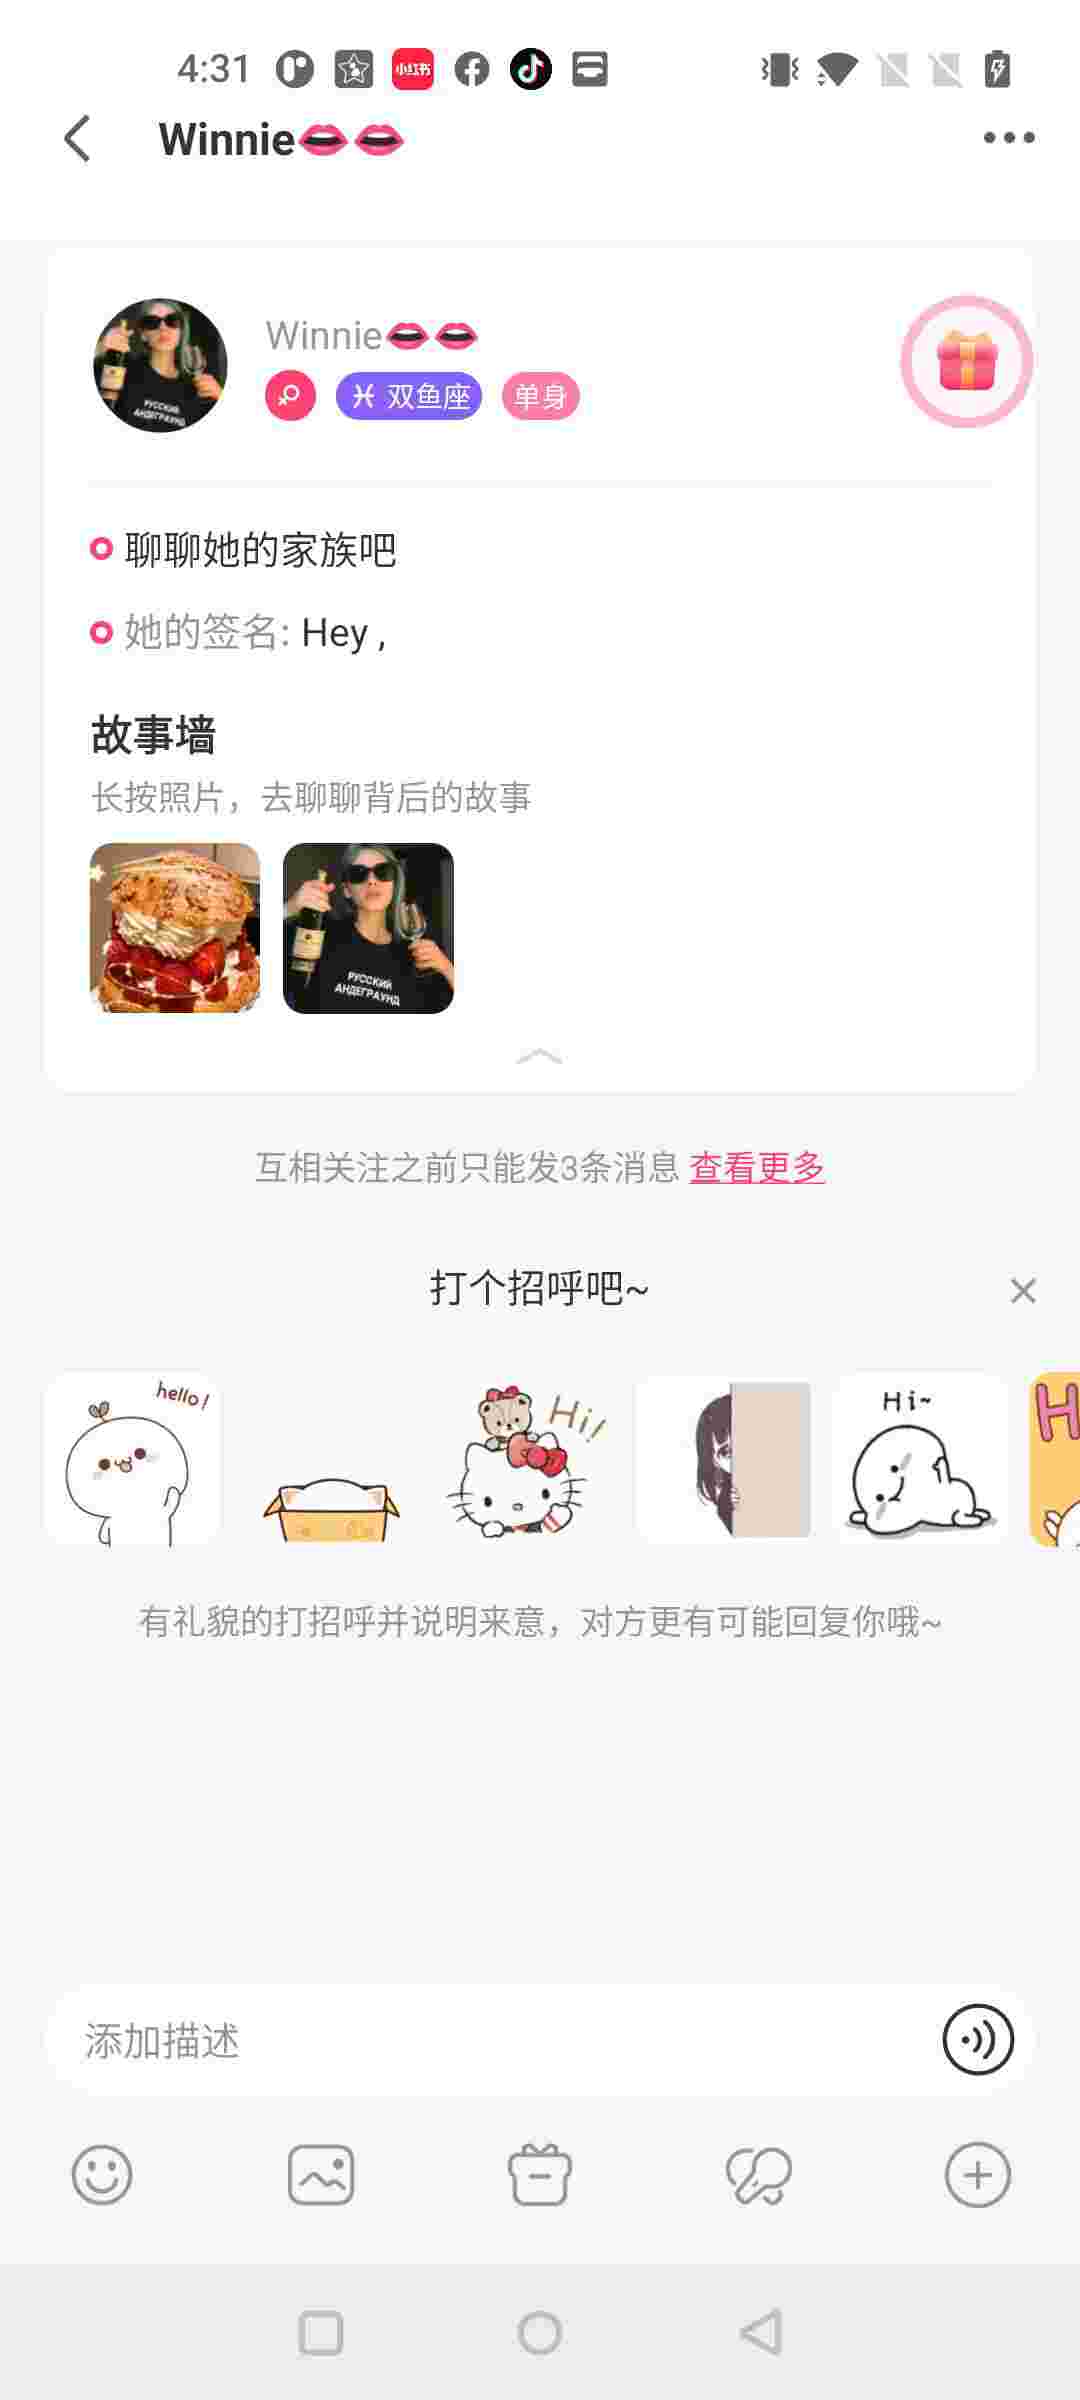 4:31
小红书
Winnie🫦🫦
Winnie🫦🫦
双鱼座 单身
РУССКИЙ
АНДЕГРАУНД
聊聊她的家族吧
她的签名: Hey ,
故事墙
长按照片，去聊聊背后的故事
РУССКИЙ
АНДЕГРАУНД
互相关注之前只能发3条消息 查看更多
打个招呼吧~
hello!
Hi!
Hi~
H
有礼貌的打招呼并说明来意，对方更有可能回复你哦~
添加描述